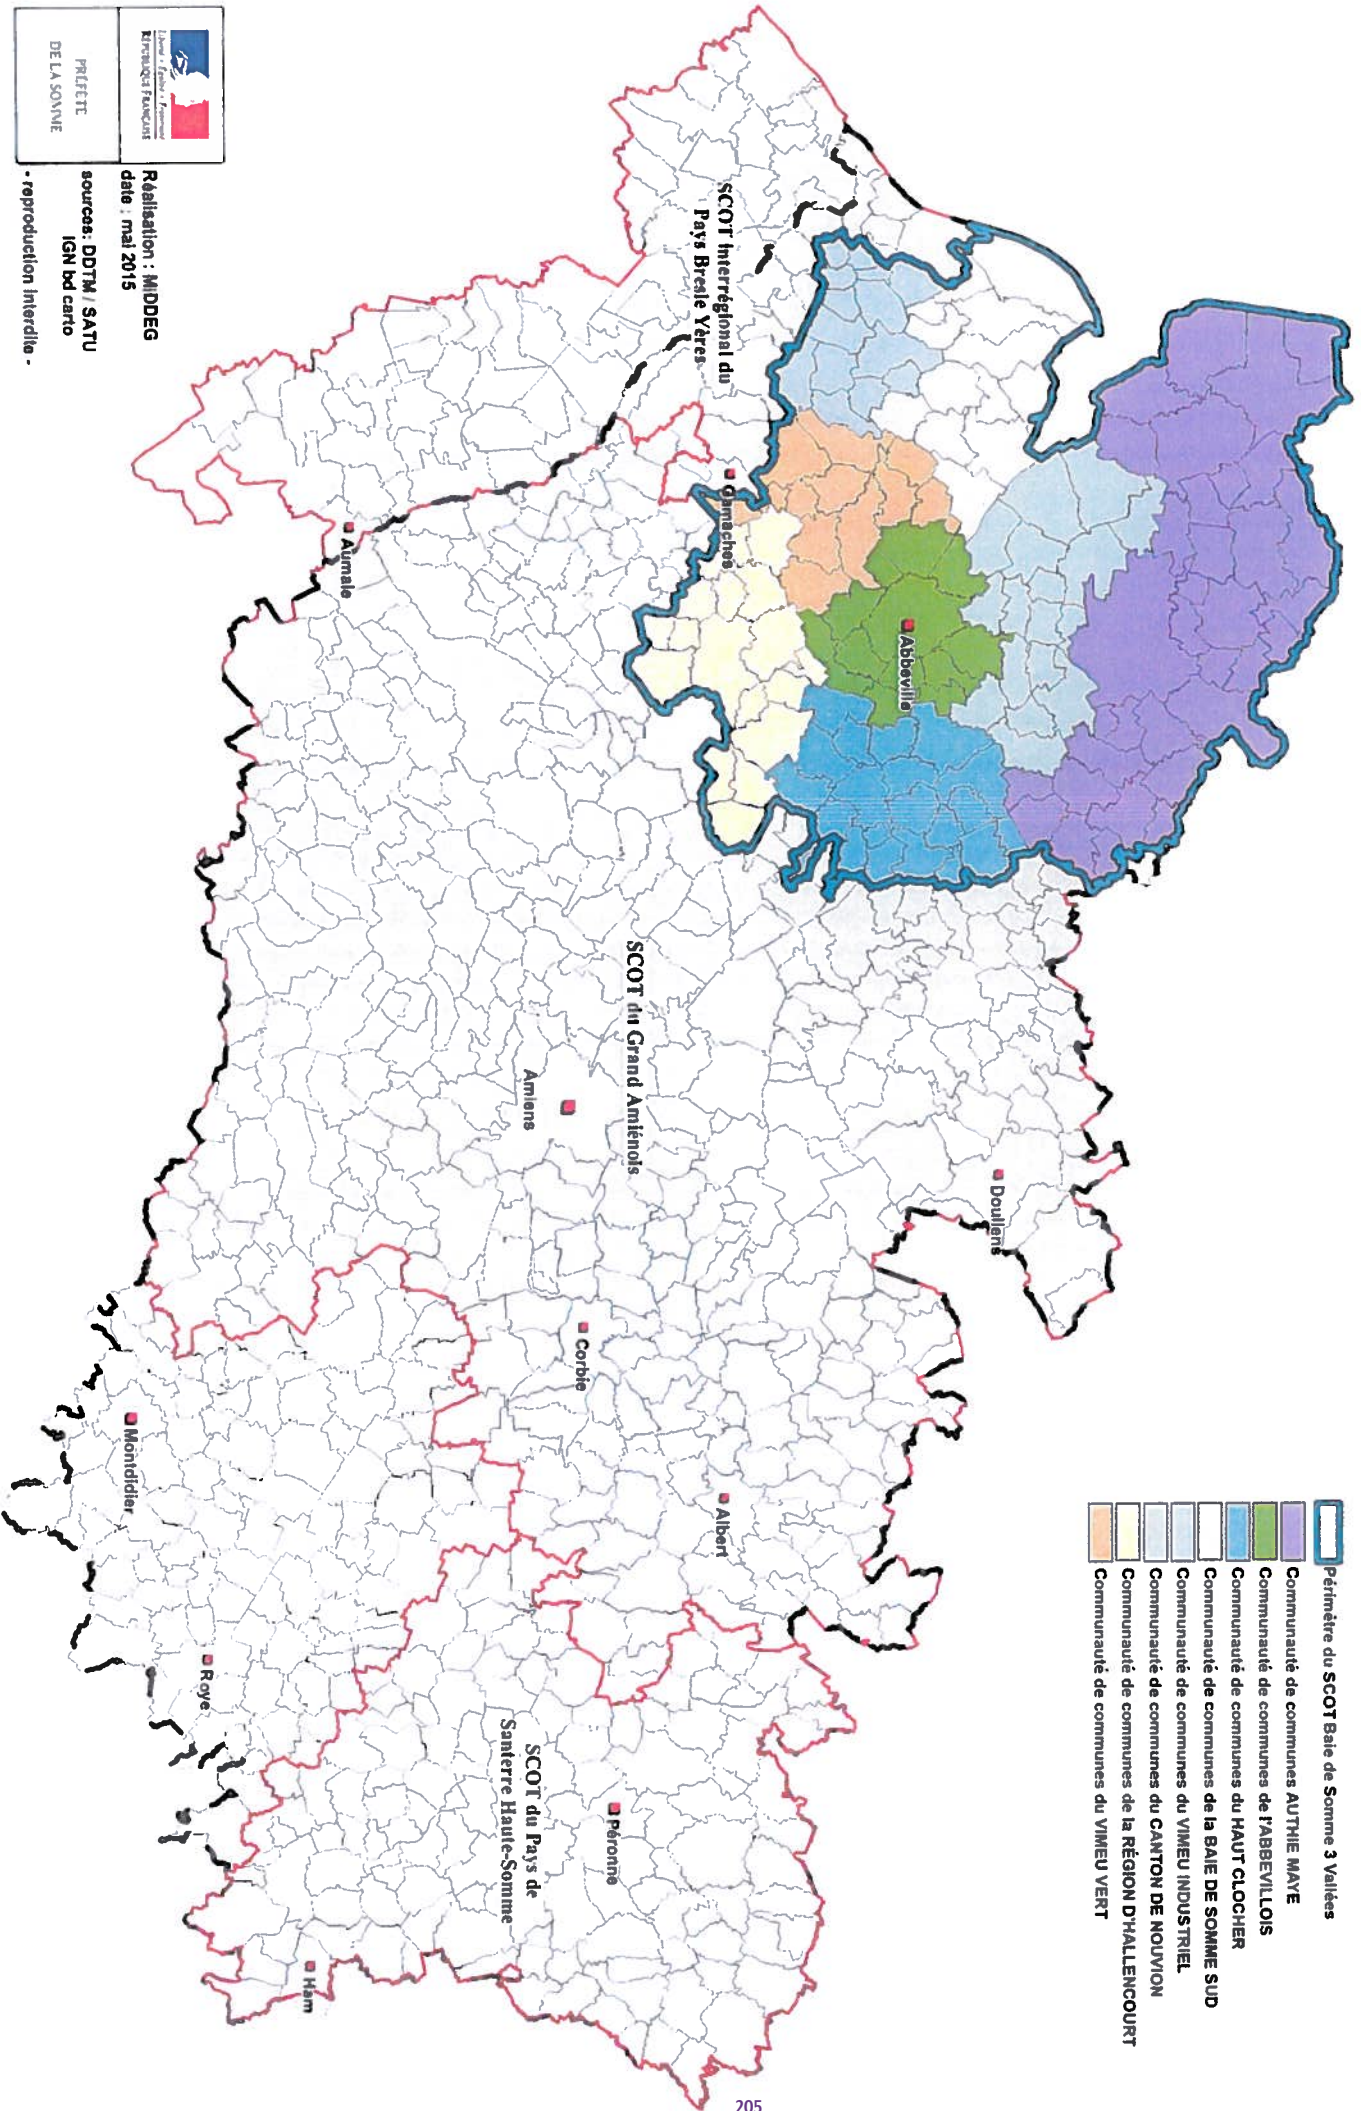 Périmètre du SCOT Baie de Somme 3 Vallées
Communauté de communes AUTHIE MAYE
Communauté de communes de l'ABBEVILLOIS
Communauté de communes du HAUT CLOCHER
Communauté de communes de la BAIE DE SOMME SUD
Communauté de communes du VIMEU INDUSTRIEL
Communauté de communes du CANTON DE NOUVION
Communauté de communes de la RÉGION D'HALLENCOURT
Communauté de communes du VIMEU VERT
Doullens
Abbeville
Gamaches
SCOT interrégional du
Pays Bresle Yères
Albert
SCOT du Grand Amiénois
Péronne
Corbie
Amiens
SCOT du Pays de
Santerre Haute-Somme
Aumale
Ham
Roye
Montdidier
Liberté • Égalité • Fraternité
RÉPUBLIQUE FRANÇAISE
PRÉFÈTE
DE LA SOMME
Réalisation : MiDDEG
date : mai 2015
sources: DDTM / SATU
IGN bd carto
- reproduction interdite -
205